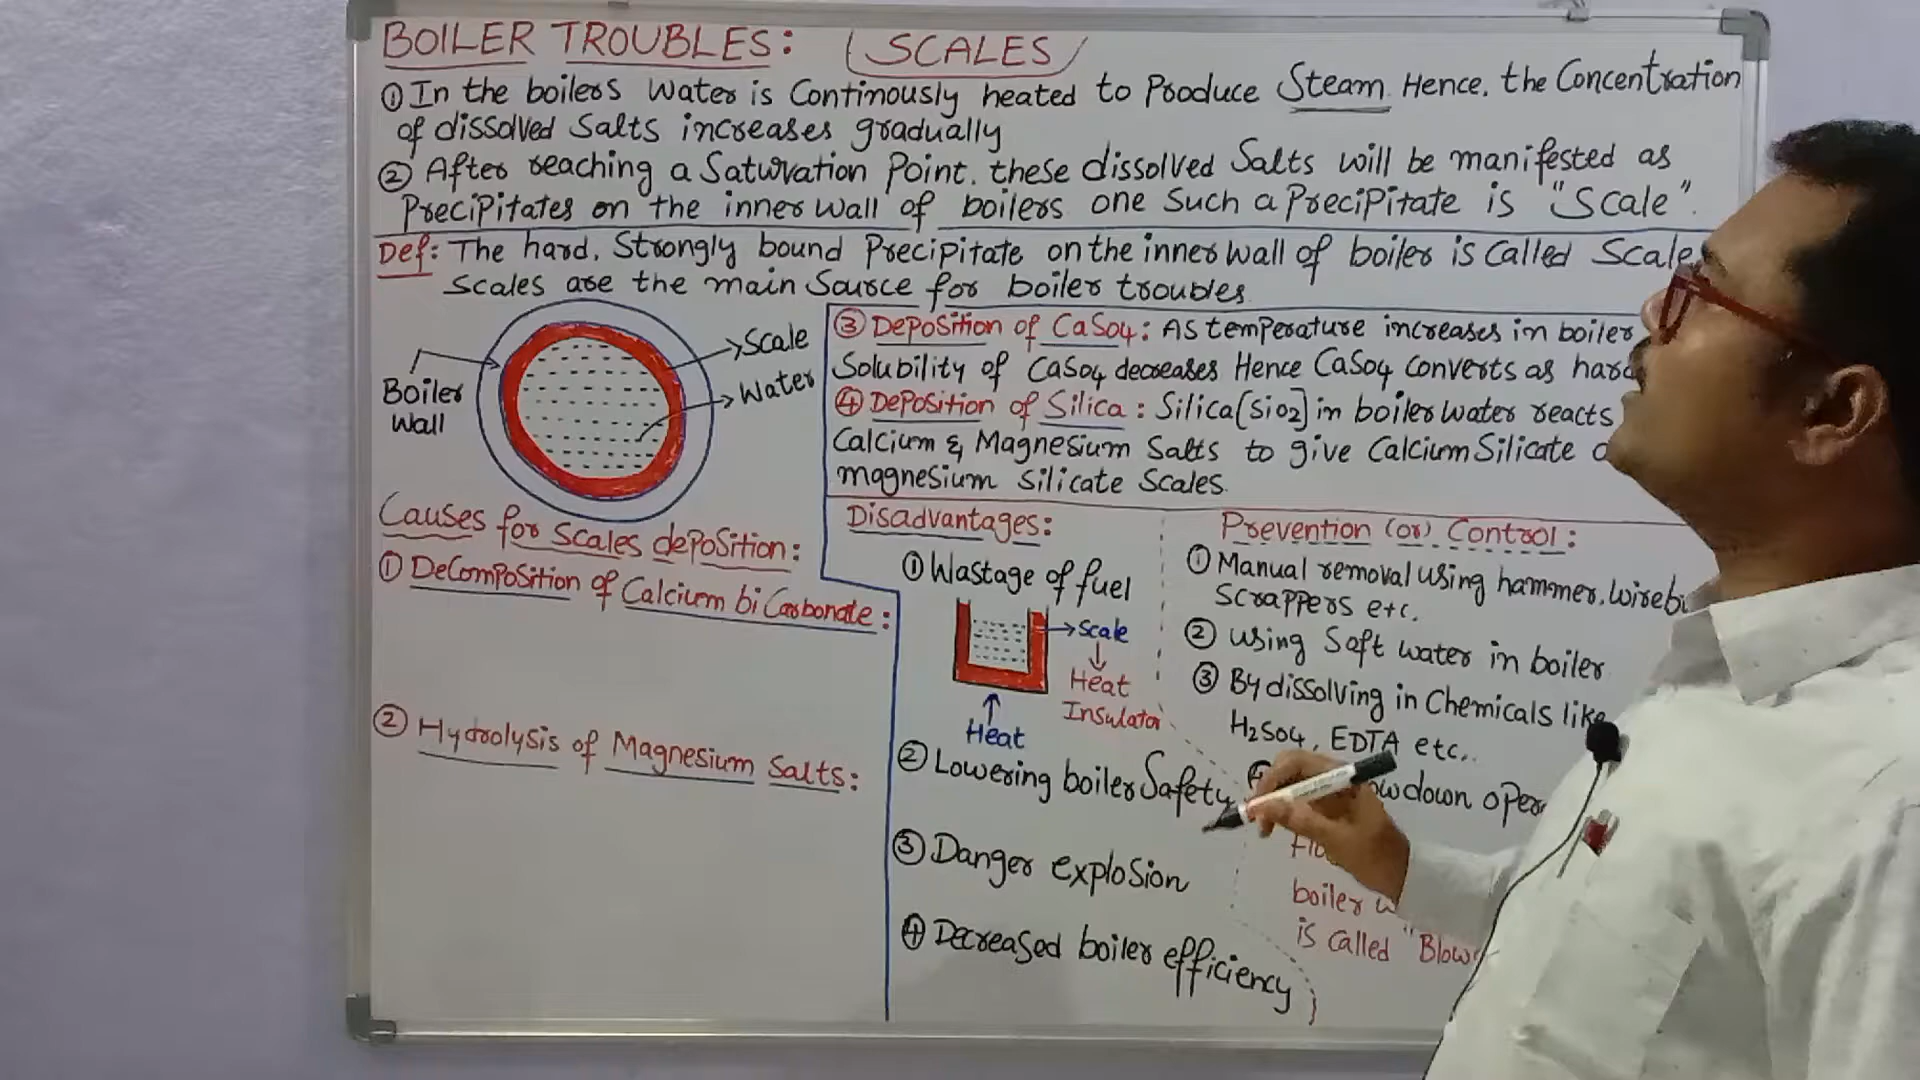 BOILER TROUBLES: SCALES
① In the boilers water is Continously heated to Produce Steam. Hence. the Concentration
of dissolved Salts increases gradually
② After reaching a Saturation Point. these dissolved Salts will be manifested as
Precipitates on the inner wall of boilers. one Such a Precipitate is "Scale".
Def: The hard. Strongly bound Precipitate on the inner wall of boiler is Called Scale
Scales are the main Source for boiler troubles.
Scale
Water
Boiler
Wall
Causes for Scales deposition:
① Decomposition of Calcium bi Carbonate:
② Hydrolysis of Magnesium Salts:
③ Deposition of CaSO4: As temperature increases in boiler
Solubility of CaSO4 decreases Hence CaSO4 converts as hard
④ Deposition of Silica: Silica[SiO2] in boiler water reacts
Calcium & Magnesium Salts to give Calcium Silicate
magnesium Silicate Scales.
Disadvantages:
① Wastage of fuel
Scale
Heat
Insulator
Heat
② Lowering boiler Safety
③ Danger explosion
④ Decreased boiler efficiency
Prevention (or) Control:
① Manual removal using hammer. wireb
Scrappers etc.
② Using Soft water in boiler
③ By dissolving in Chemicals like
H2SO4, EDTA etc..
④ owdown oper
boiler w
is called "Blow